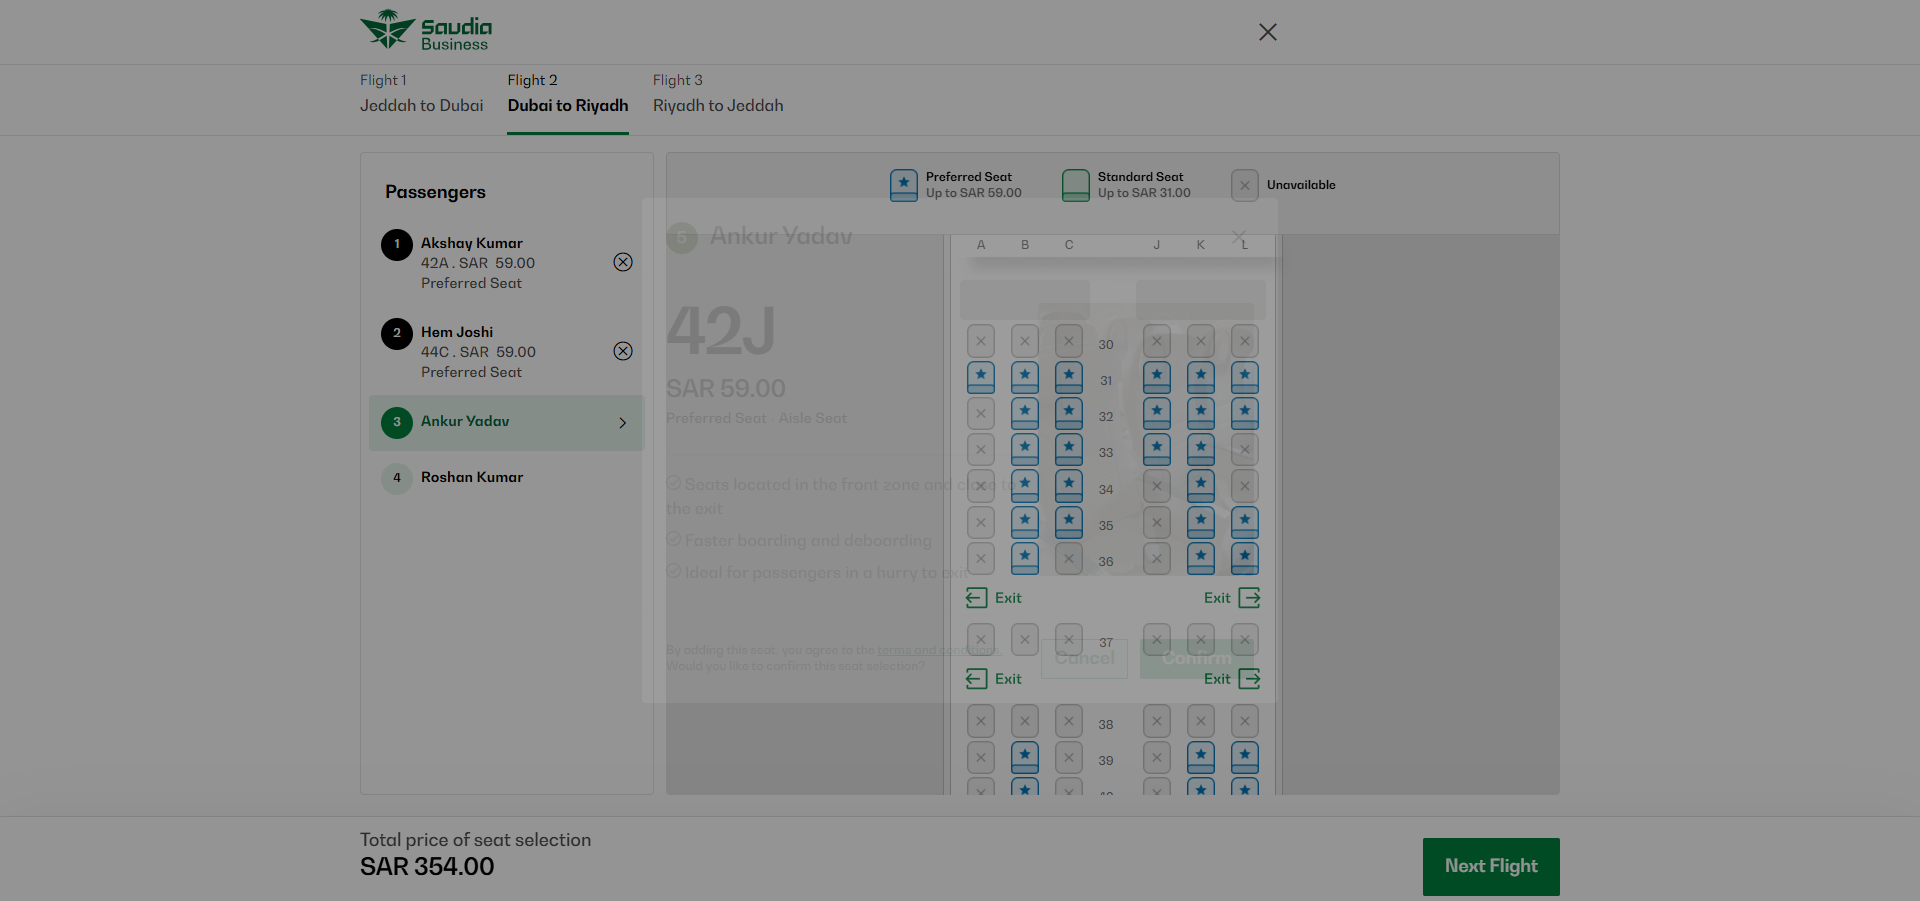 Saudia
Business
Flight 1
Jeddah to Dubai
Flight 2
Dubai to Riyadh
Flight 3
Riyadh to Jeddah
Passengers
1
Akshay Kumar
42A . SAR 59.00
Preferred Seat
2
Hem Joshi
44C . SAR 59.00
Preferred Seat
3
Ankur Yadav
4
Roshan Kumar
Preferred Seat
Up to SAR 59.00
Standard Seat
Up to SAR 31.00
Unavailable
5 Ankur Yadav
42J
SAR 59.00
Preferred Seat - Aisle Seat
Seats located in the front zone and close to
the exit
Faster boarding and deboarding
Ideal for passengers in a hurry to exit
By adding this seat, you agree to the terms and conditions.
Would you like to confirm this seat selection?
Cancel
Confirm
A B C J K L
30
31
32
33
34
35
36
Exit Exit
37
Exit Exit
38
39
Total price of seat selection
SAR 354.00
Next Flight